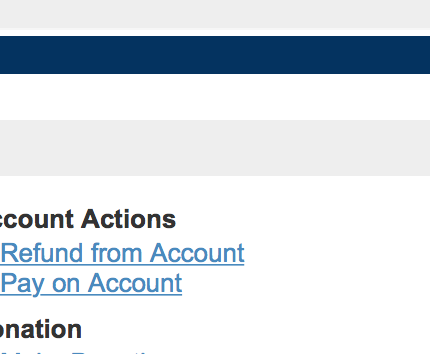 ccount Actions
Refund from Account
Pay on Account
onation